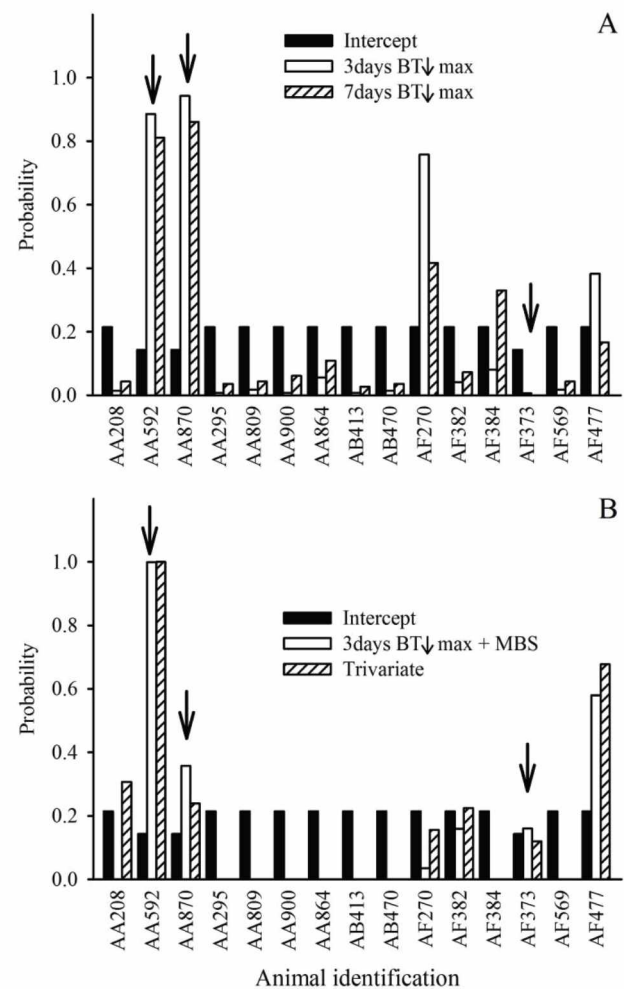 A
Intercept
3days BT↓ max
7days BT↓ max
Probability
1.0
0.8
0.6
0.4
0.2
0.0
AA208
AA592
AA870
AA295
AA809
AA900
AA864
AB413
AB470
AF270
AF382
AF384
AF373
AF569
AF477
B
Intercept
3days BT↓ max + MBS
Trivariate
Probability
1.0
0.8
0.6
0.4
0.2
0.0
AA208
AA592
AA870
AA295
AA809
AA900
AA864
AB413
AB470
AF270
AF382
AF384
AF373
AF569
AF477
Animal identification